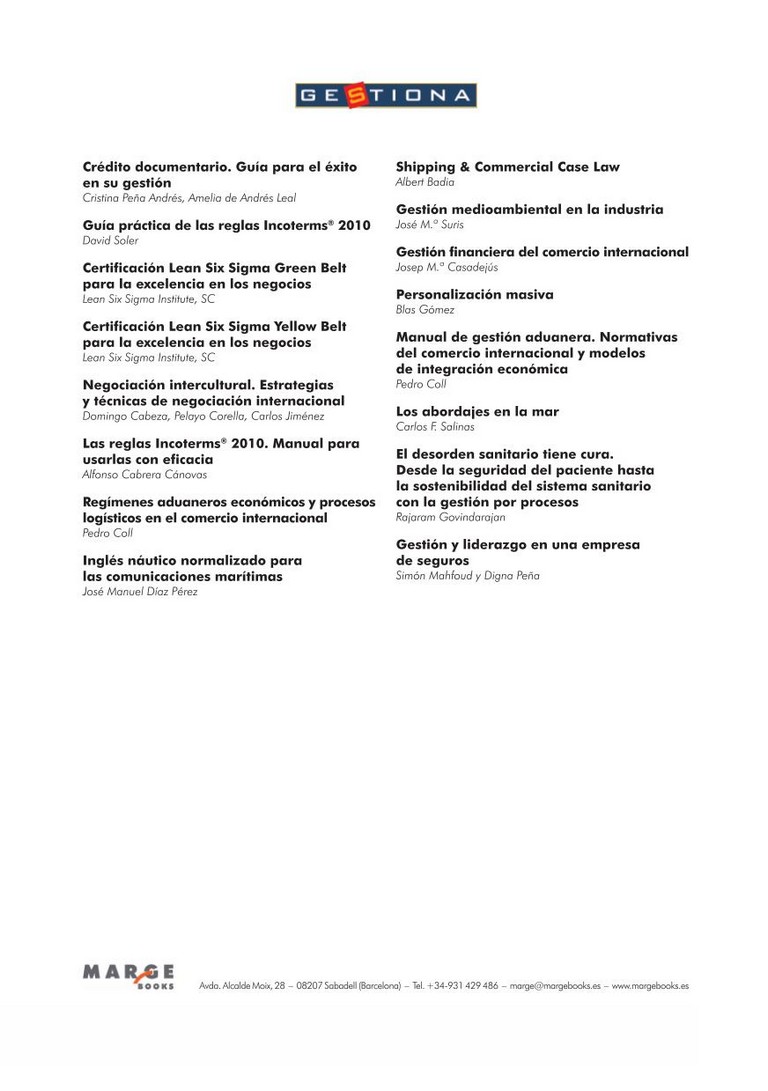 GESTIONA
Crédito documentario. Guía para el éxito
en su gestión
Cristina Peña Andrés, Amelia de Andrés Leal
Guía práctica de las reglas Incoterms® 2010
David Soler
Certificación Lean Six Sigma Green Belt
para la excelencia en los negocios
Lean Six Sigma Institute, SC
Certificación Lean Six Sigma Yellow Belt
para la excelencia en los negocios
Lean Six Sigma Institute, SC
Negociación intercultural. Estrategias
y técnicas de negociación internacional
Domingo Cabeza, Pelayo Corella, Carlos Jiménez
Las reglas Incoterms® 2010. Manual para
usarlas con eficacia
Alfonso Cabrera Cánovas
Regímenes aduaneros económicos y procesos
logísticos en el comercio internacional
Pedro Coll
Inglés náutico normalizado para
las comunicaciones marítimas
José Manuel Díaz Pérez
Shipping & Commercial Case Law
Albert Badia
Gestión medioambiental en la industria
José M.ª Suris
Gestión financiera del comercio internacional
Josep M.ª Casadejús
Personalización masiva
Blas Gómez
Manual de gestión aduanera. Normativas
del comercio internacional y modelos
de integración económica
Pedro Coll
Los abordajes en la mar
Carlos F. Salinas
El desorden sanitario tiene cura.
Desde la seguridad del paciente hasta
la sostenibilidad del sistema sanitario
con la gestión por procesos
Rajaram Govindarajan
Gestión y liderazgo en una empresa
de seguros
Simón Mahfoud y Digna Peña
MARGE
BOOKS
Avda. Alcalde Moix, 28 – 08207 Sabadell (Barcelona) – Tel. +34-931 429 486 – marge@margebooks.es – www.margebooks.es